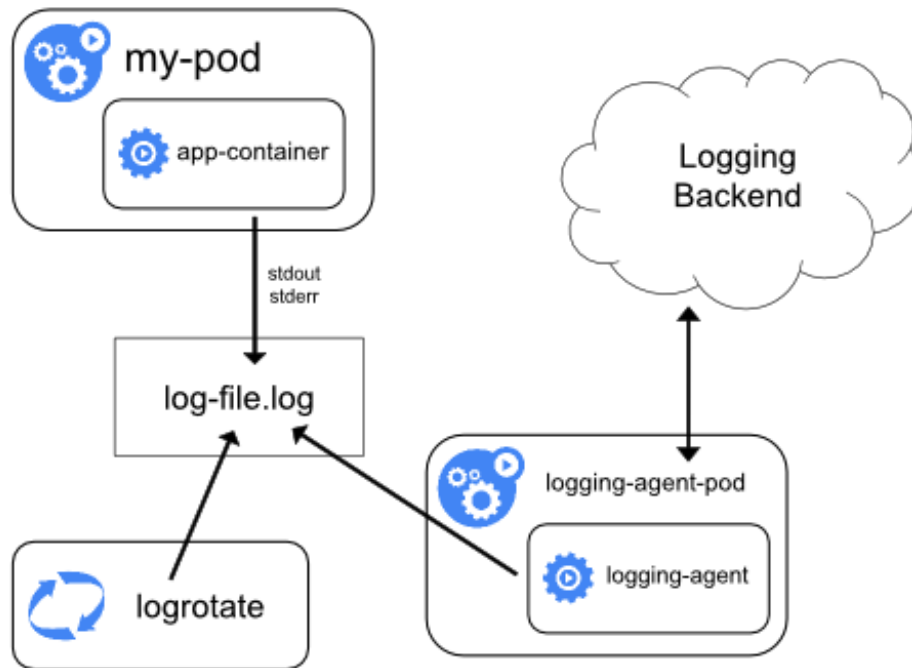 my-pod
app-container
stdout
stderr
log-file.log
logrotate
Logging
Backend
logging-agent-pod
logging-agent